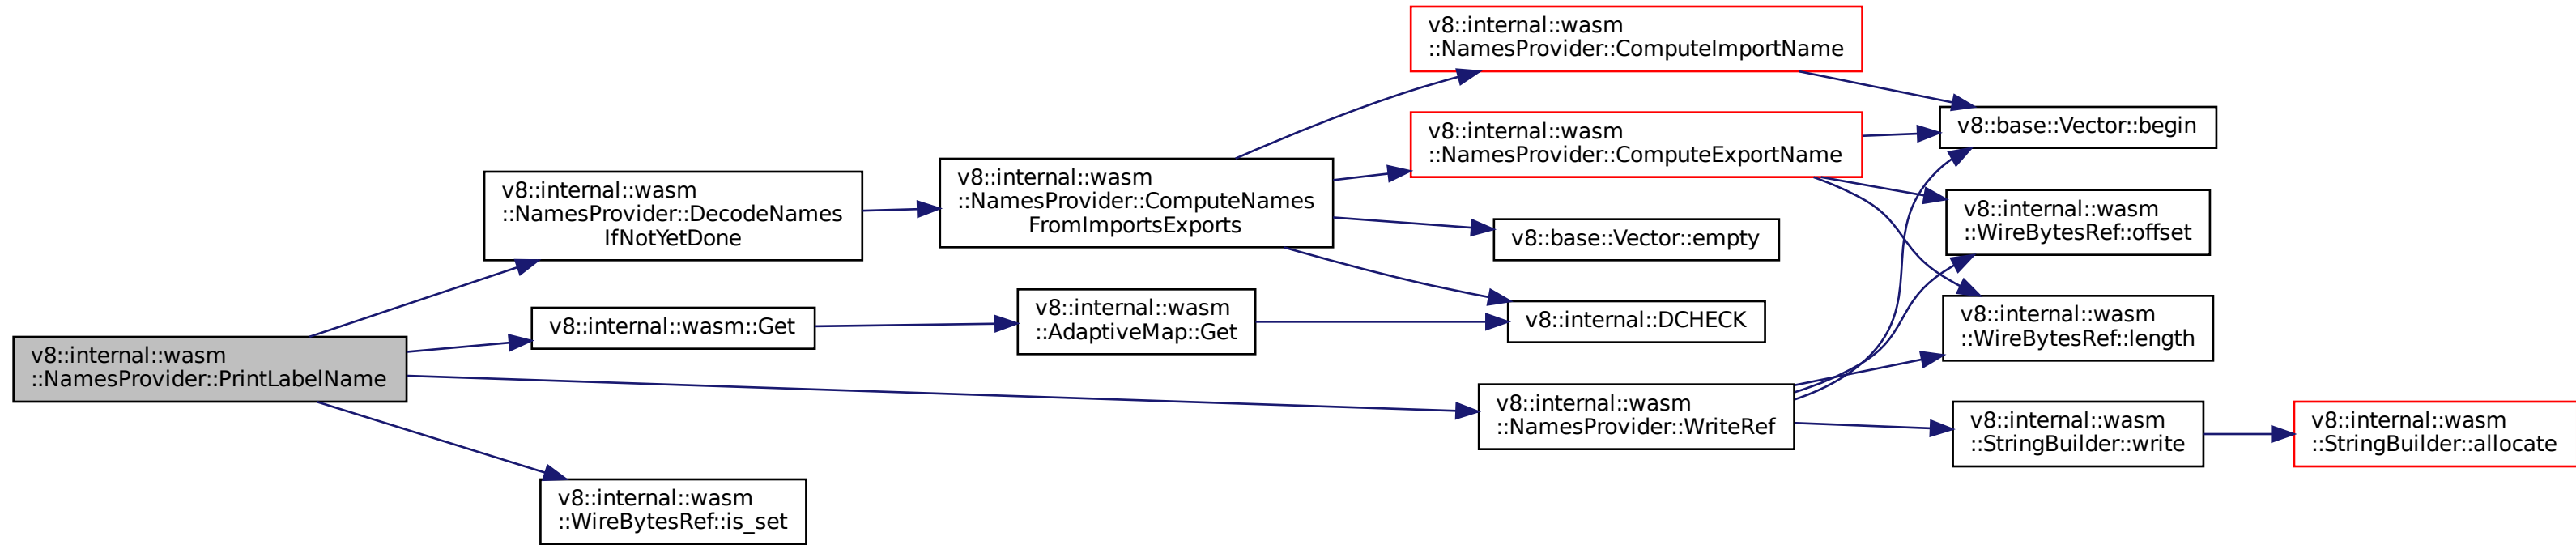 v8::internal::wasm
::NamesProvider::PrintLabelName
v8::internal::wasm
::NamesProvider::DecodeNames
IfNotYetDone
v8::internal::wasm::Get
v8::internal::wasm
::WireBytesRef::is_set
v8::internal::wasm
::NamesProvider::ComputeNames
FromImportsExports
v8::internal::wasm
::AdaptiveMap::Get
v8::internal::wasm
::NamesProvider::ComputeImportName
v8::internal::wasm
::NamesProvider::ComputeExportName
v8::base::Vector::empty
v8::internal::DCHECK
v8::internal::wasm
::NamesProvider::WriteRef
v8::base::Vector::begin
v8::internal::wasm
::WireBytesRef::offset
v8::internal::wasm
::WireBytesRef::length
v8::internal::wasm
::StringBuilder::write
v8::internal::wasm
::StringBuilder::allocate